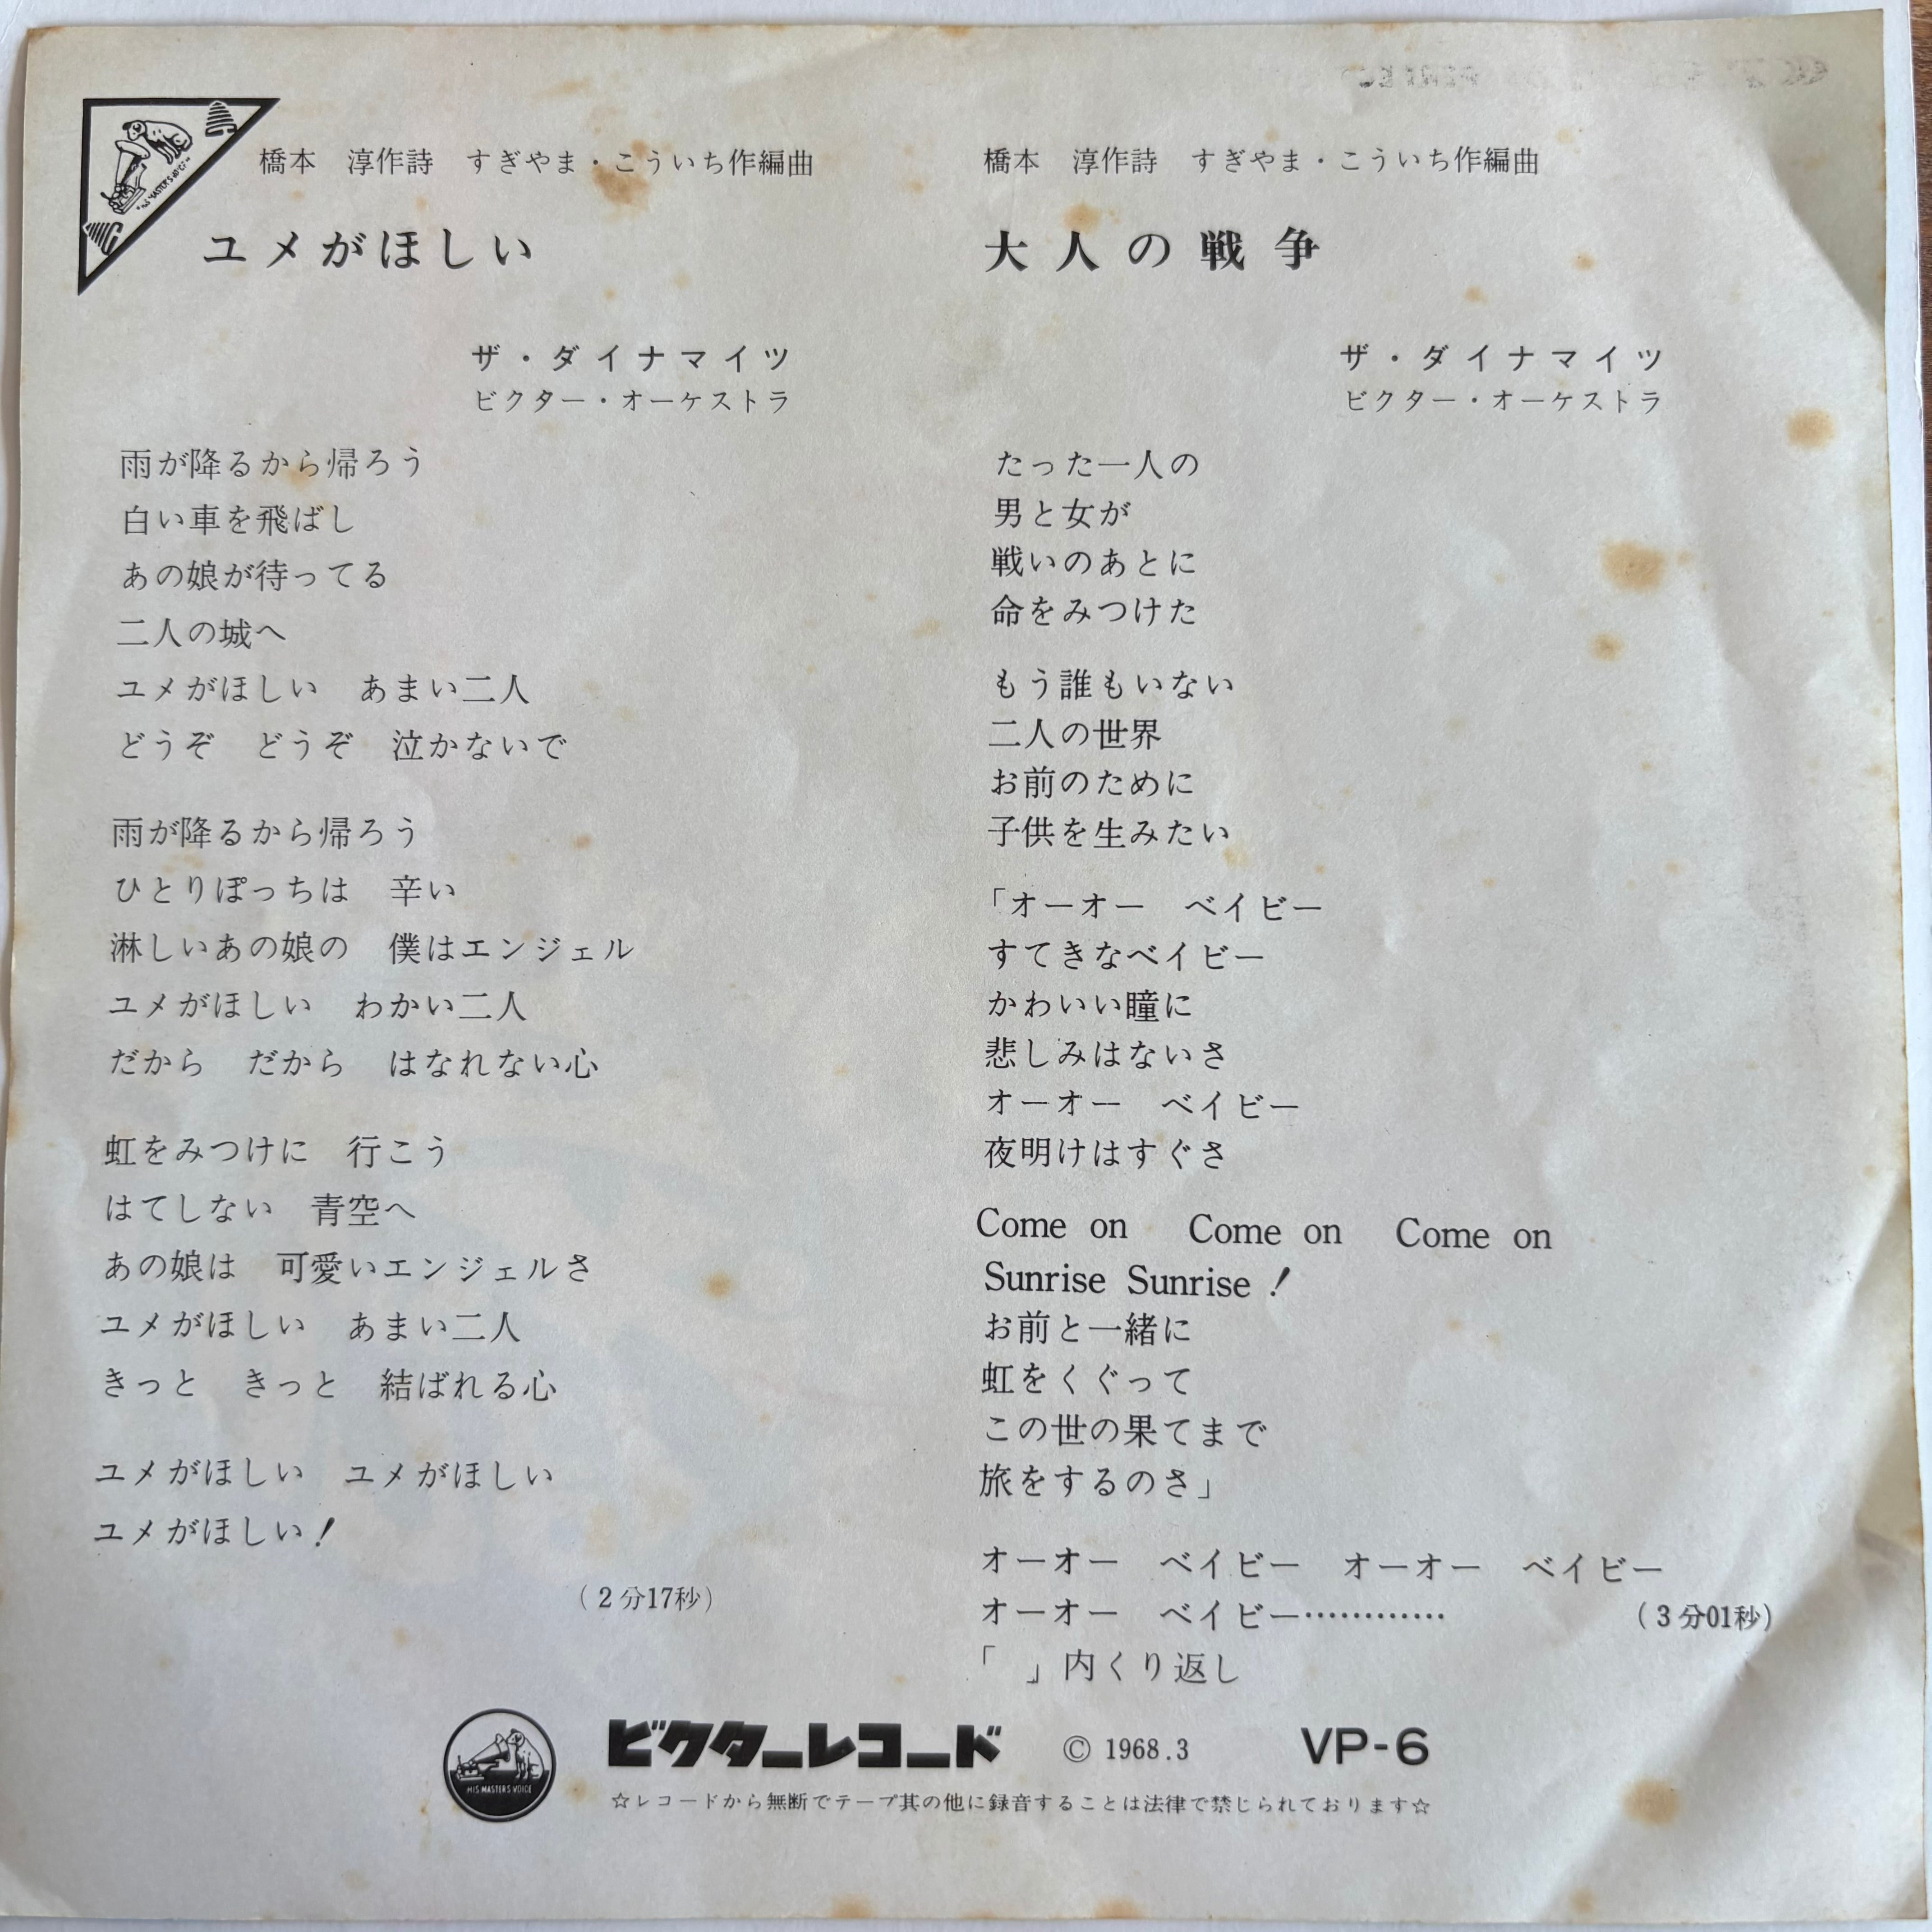 橋本　淳作詩　すぎやま・こういち作編曲
ユメがほしい
ザ・ダイナマイツ
ビクター・オーケストラ
雨が降るから帰ろう
白い車を飛ばし
あの娘が待ってる
二人の城へ
ユメがほしい　あまい二人
どうぞ　どうぞ　泣かないで
雨が降るから帰ろう
ひとりぽっちは　辛い
淋しいあの娘の　僕はエンジェル
ユメがほしい　わかい二人
だから　だから　はなれない心
虹をみつけに　行こう
はてしない　青空へ
あの娘は　可愛いエンジェルさ
ユメがほしい　あまい二人
きっと　きっと　結ばれる心
ユメがほしい　ユメがほしい
ユメがほしい！
（2分17秒）
橋本　淳作詩　すぎやま・こういち作編曲
大人の戦争
ザ・ダイナマイツ
ビクター・オーケストラ
たった一人の
男と女が
戦いのあとに
命をみつけた
もう誰もいない
二人の世界
お前のために
子供を生みたい
「オーオー　ベイビー
すてきなベイビー
かわいい瞳に
悲しみはないさ
オーオー　ベイビー
夜明けはすぐさ
Come on　Come on　Come on
Sunrise Sunrise！
お前と一緒に
虹をくぐって
この世の果てまで
旅をするのさ」
オーオー　ベイビー　オーオー　ベイビー
オーオー　ベイビー…………　（3分01秒）
「　」内くり返し
HIS MASTER'S VOICE
ビクターレコード　© 1968.3　VP-6
☆レコードから無断でテープ其の他に録音することは法律で禁じられております☆